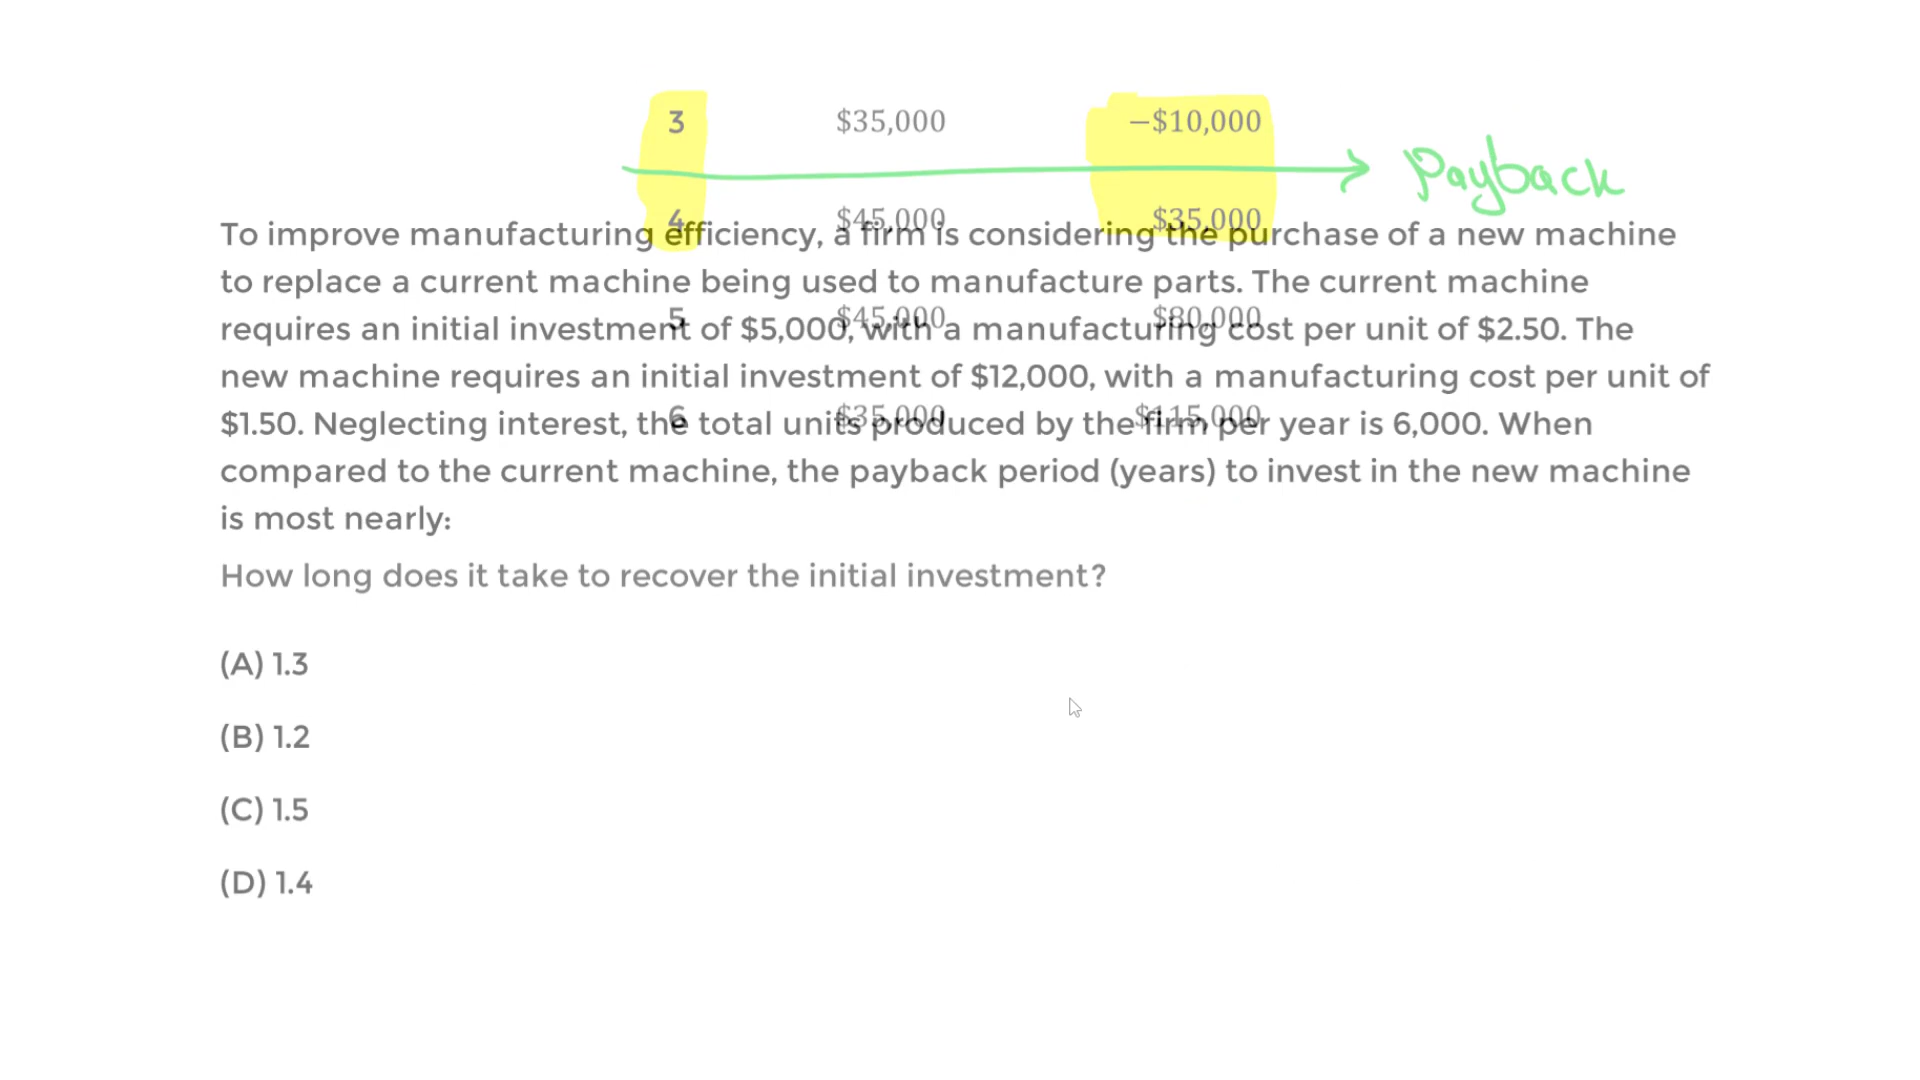 3 $35,000 −$10,000
Payback
4 $45,000 $35,000
To improve manufacturing efficiency, a firm is considering the purchase of a new machine
to replace a current machine being used to manufacture parts. The current machine
5 $45,000 $80,000
requires an initial investment of $5,000, with a manufacturing cost per unit of $2.50. The
new machine requires an initial investment of $12,000, with a manufacturing cost per unit of
6 $35,000 $115,000
$1.50. Neglecting interest, the total units produced by the firm per year is 6,000. When
compared to the current machine, the payback period (years) to invest in the new machine
is most nearly:
How long does it take to recover the initial investment?
(A) 1.3
(B) 1.2
(C) 1.5
(D) 1.4